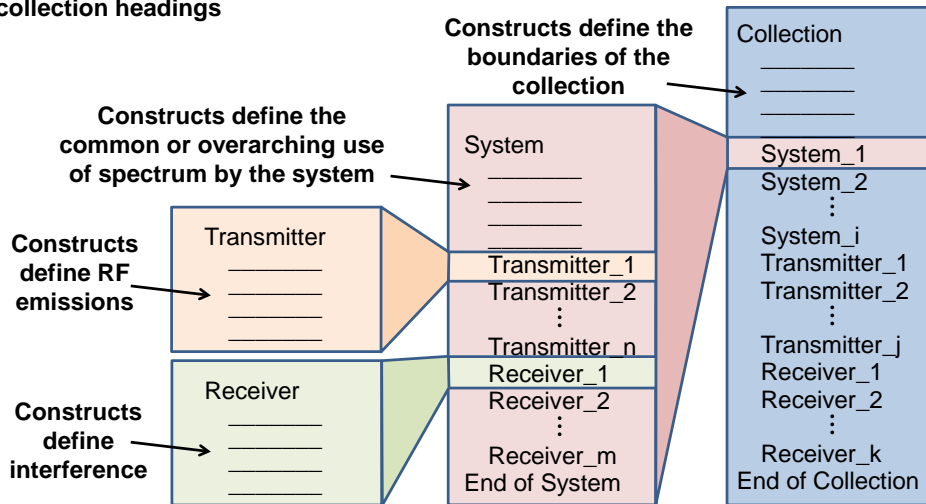 collection headings
Constructs define the
boundaries of the
collection
Constructs define the
common or overarching use
of spectrum by the system
Constructs
define RF
emissions
Constructs
define
interference
Transmitter
Receiver
System
Transmitter_1
Transmitter_2
Transmitter_n
Receiver_1
Receiver_2
Receiver_m
End of System
Collection
System_1
System_2
System_i
Transmitter_1
Transmitter_2
Transmitter_j
Receiver_1
Receiver_2
Receiver_k
End of Collection